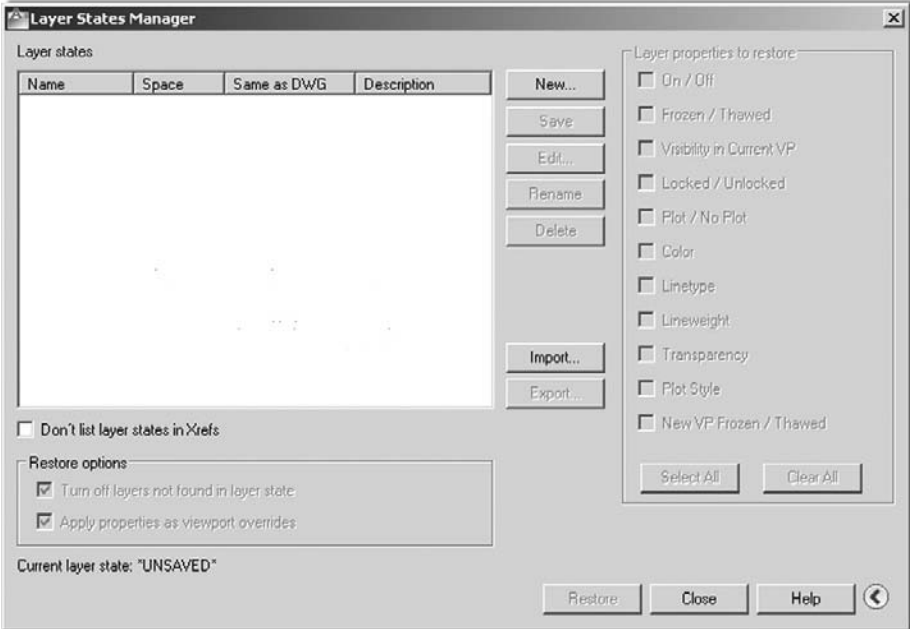 Layer States Manager
Layer states
Name Space Same as DWG Description
New...
Save
Edit...
Rename
Delete
Import...
Export...
Don't list layer states in Xrefs
Restore options
Turn off layers not found in layer state
Apply properties as viewport overrides
Current layer state: "UNSAVED"
Layer properties to restore
On / Off
Frozen / Thawed
Visibility in Current VP
Locked / Unlocked
Plot / No Plot
Color
Linetype
Lineweight
Transparency
Plot Style
New VP Frozen / Thawed
Select All Clear All
Restore Close Help